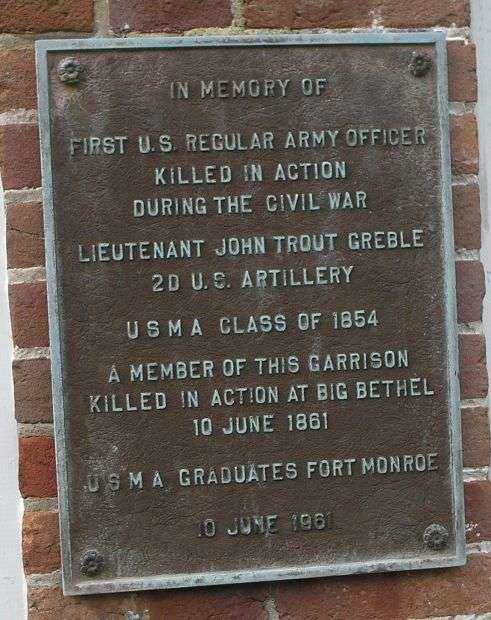 IN MEMORY OF
FIRST U.S. REGULAR ARMY OFFICER
KILLED IN ACTION
DURING THE CIVIL WAR
LIEUTENANT JOHN TROUT GREBLE
2D U.S. ARTILLERY
U S M A CLASS OF 1854
A MEMBER OF THIS GARRISON
KILLED IN ACTION AT BIG BETHEL
10 JUNE 1861
U S M A GRADUATES FORT MONROE
10 JUNE 1961